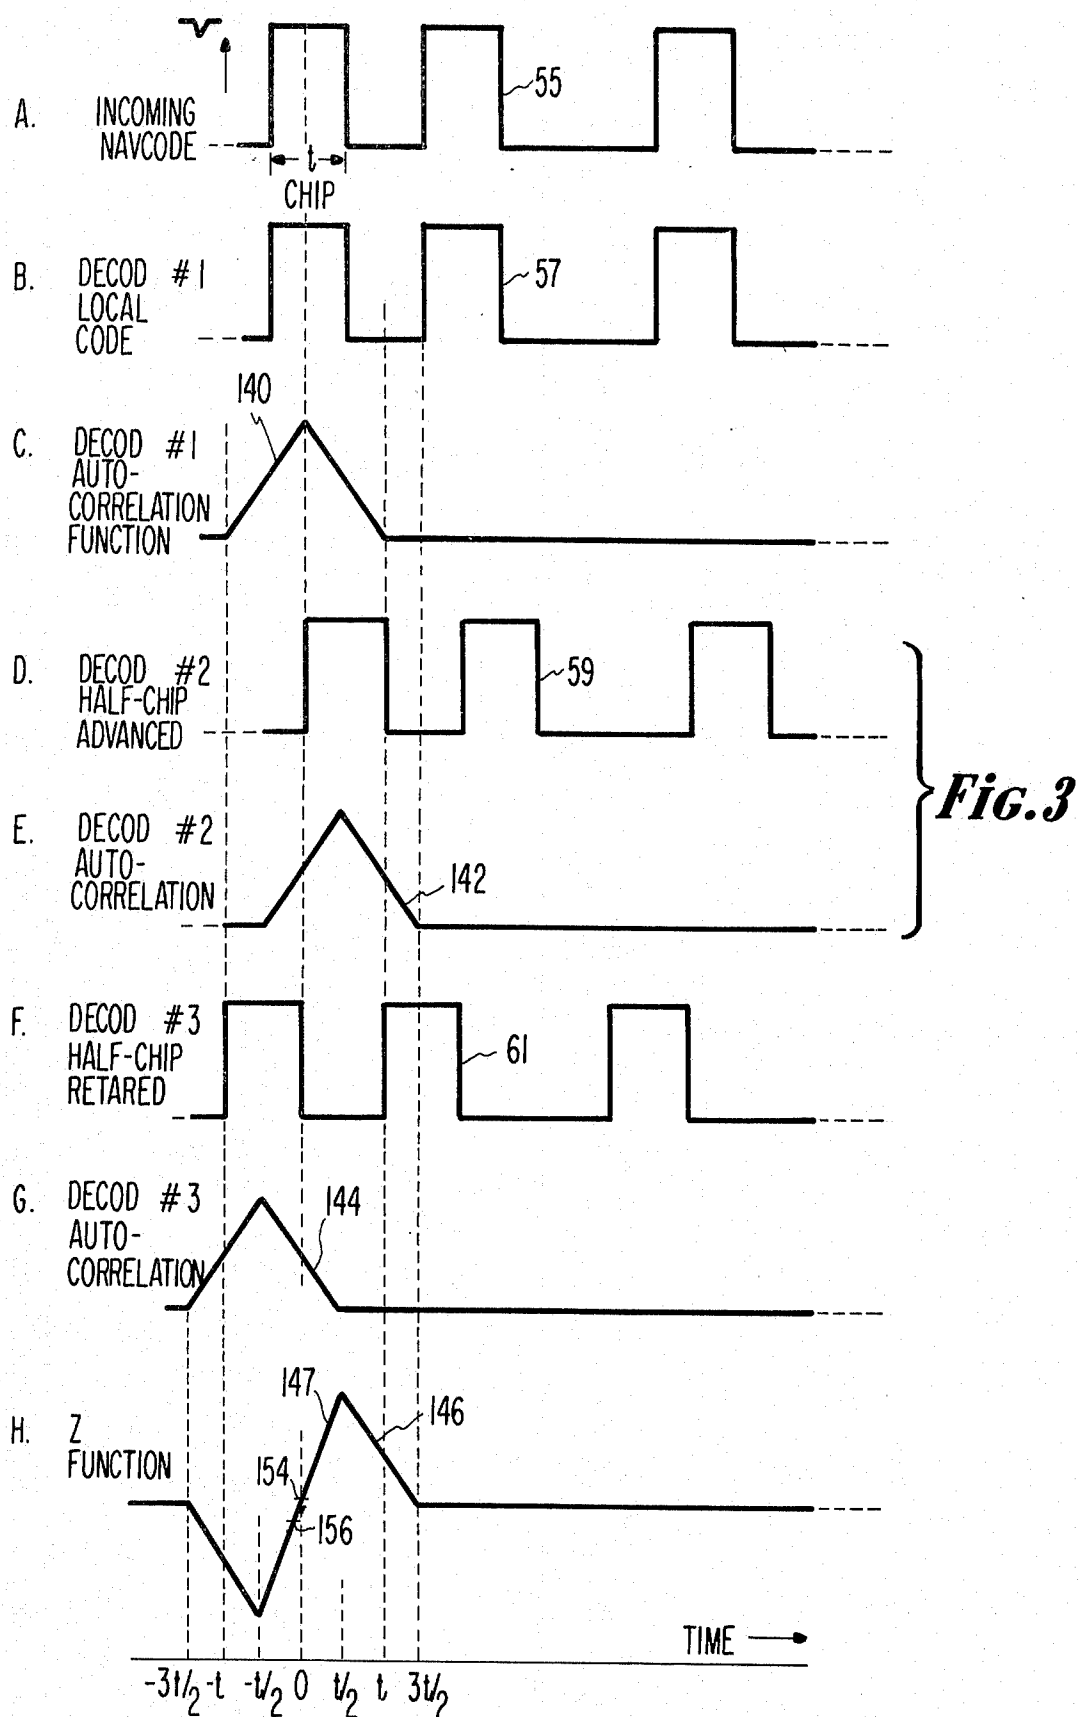 V
A. INCOMING
NAVCODE
55
t
CHIP
B. DECOD #1
LOCAL
CODE
57
140
C. DECOD #1
AUTO-
CORRELATION
FUNCTION
D. DECOD #2
HALF-CHIP
ADVANCED
59
E. DECOD #2
AUTO-
CORRELATION
142
FIG. 3
F. DECOD #3
HALF-CHIP
RETARED
61
G. DECOD #3
AUTO-
CORRELATION
144
H. Z
FUNCTION
147
146
154
156
TIME
-3t/2 -t -t/2 0 t/2 t 3t/2